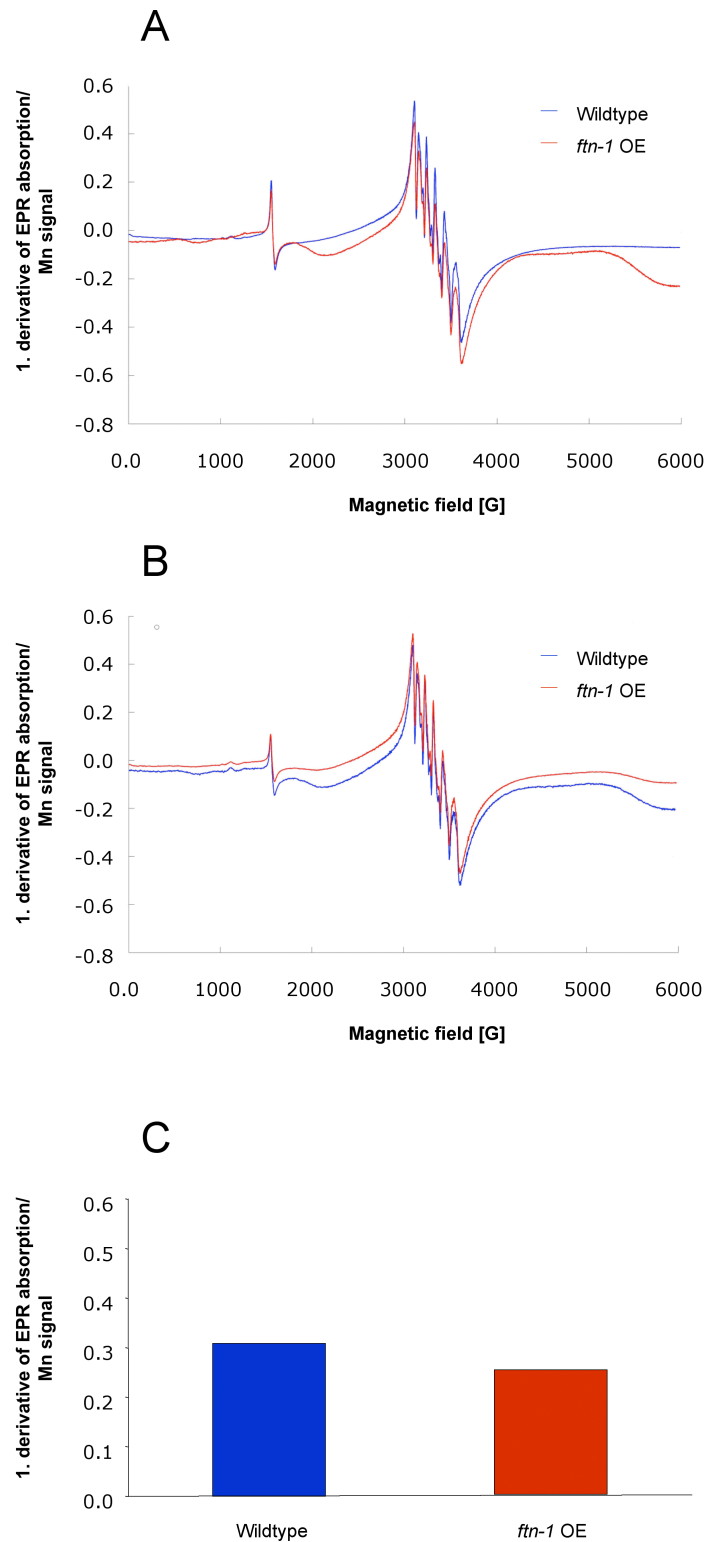 A
0.6
0.4
0.2
0.0
-0.2
-0.4
-0.6
-0.8
1. derivative of EPR absorption/
Mn signal
Wildtype
ftn-1 OE
0.0 1000 2000 3000 4000 5000 6000
Magnetic field [G]
B
0.6
0.4
0.2
0.0
-0.2
-0.4
-0.6
-0.8
1. derivative of EPR absorption/
Mn signal
Wildtype
ftn-1 OE
0.0 1000 2000 3000 4000 5000 6000
Magnetic field [G]
C
0.6
0.5
0.4
0.3
0.2
0.1
0.0
1. derivative of EPR absorption/
Mn signal
Wildtype ftn-1 OE